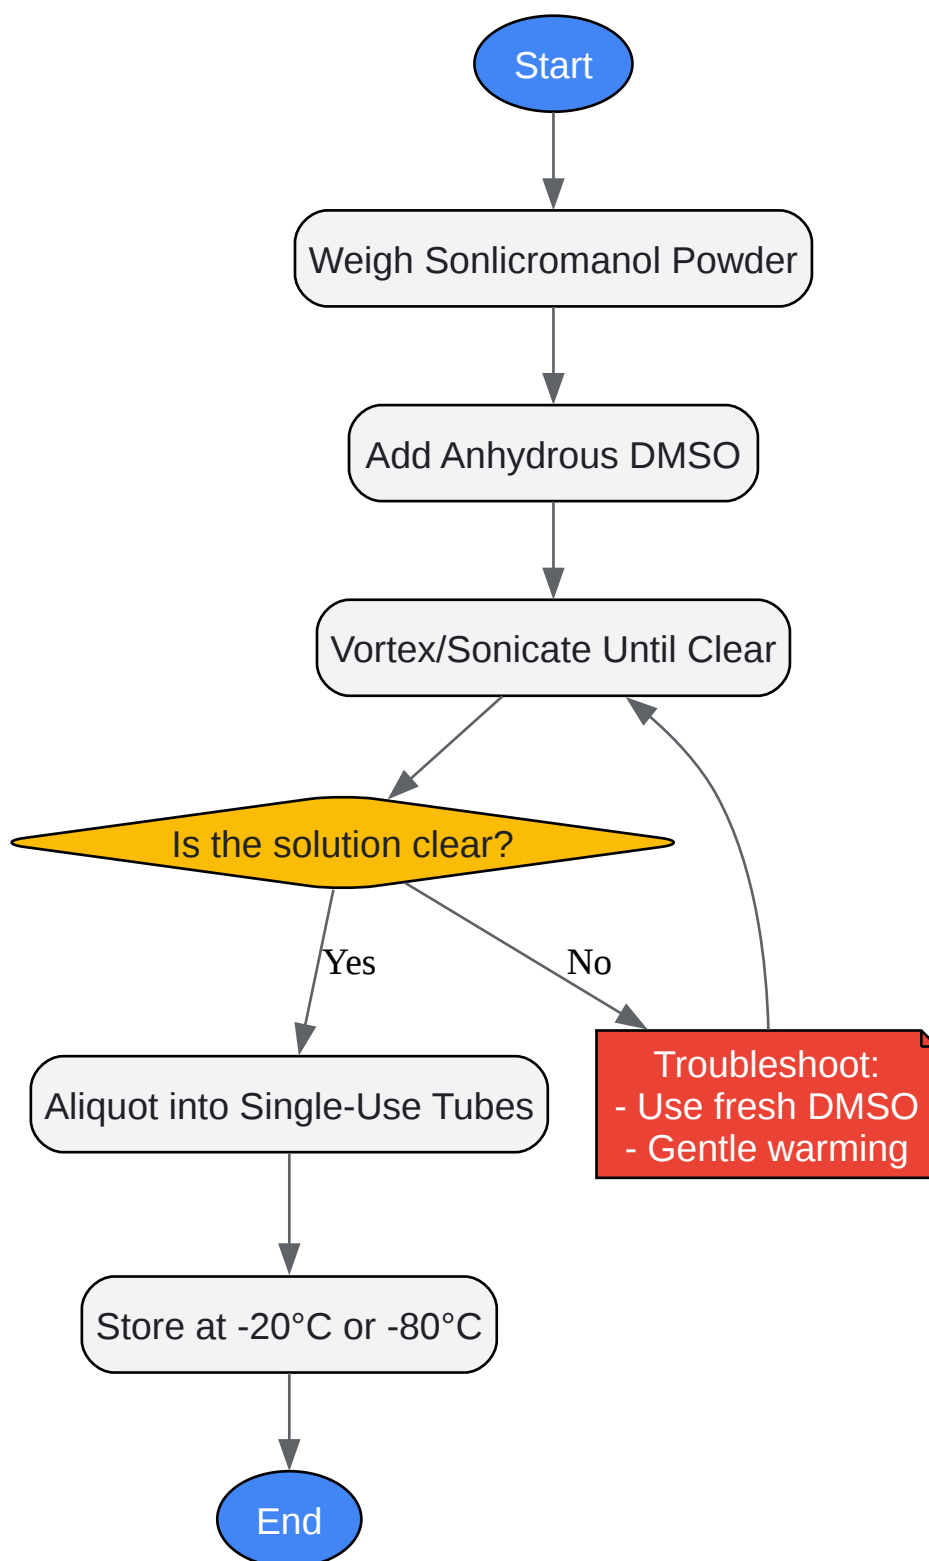 Start
Weigh Sonlicromanol Powder
Add Anhydrous DMSO
Vortex/Sonicate Until Clear
Is the solution clear?
Yes
No
Troubleshoot:
- Use fresh DMSO
- Gentle warming
Aliquot into Single-Use Tubes
Store at -20°C or -80°C
End